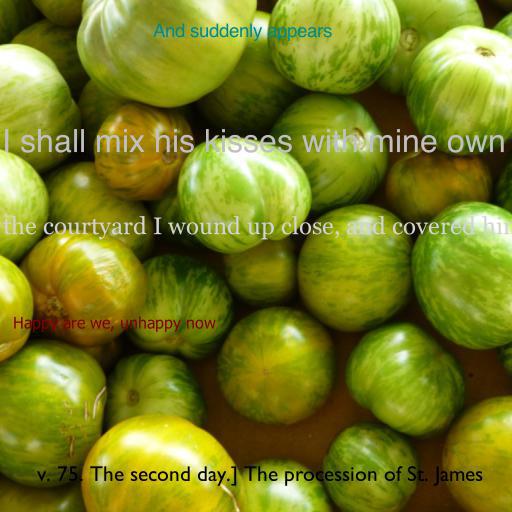 And suddenly appears
I shall mix his kisses with mine own
the courtyard I wound up close, and covered
Happy are we, unhappy now
v. 75. The second day.] The procession of St. James